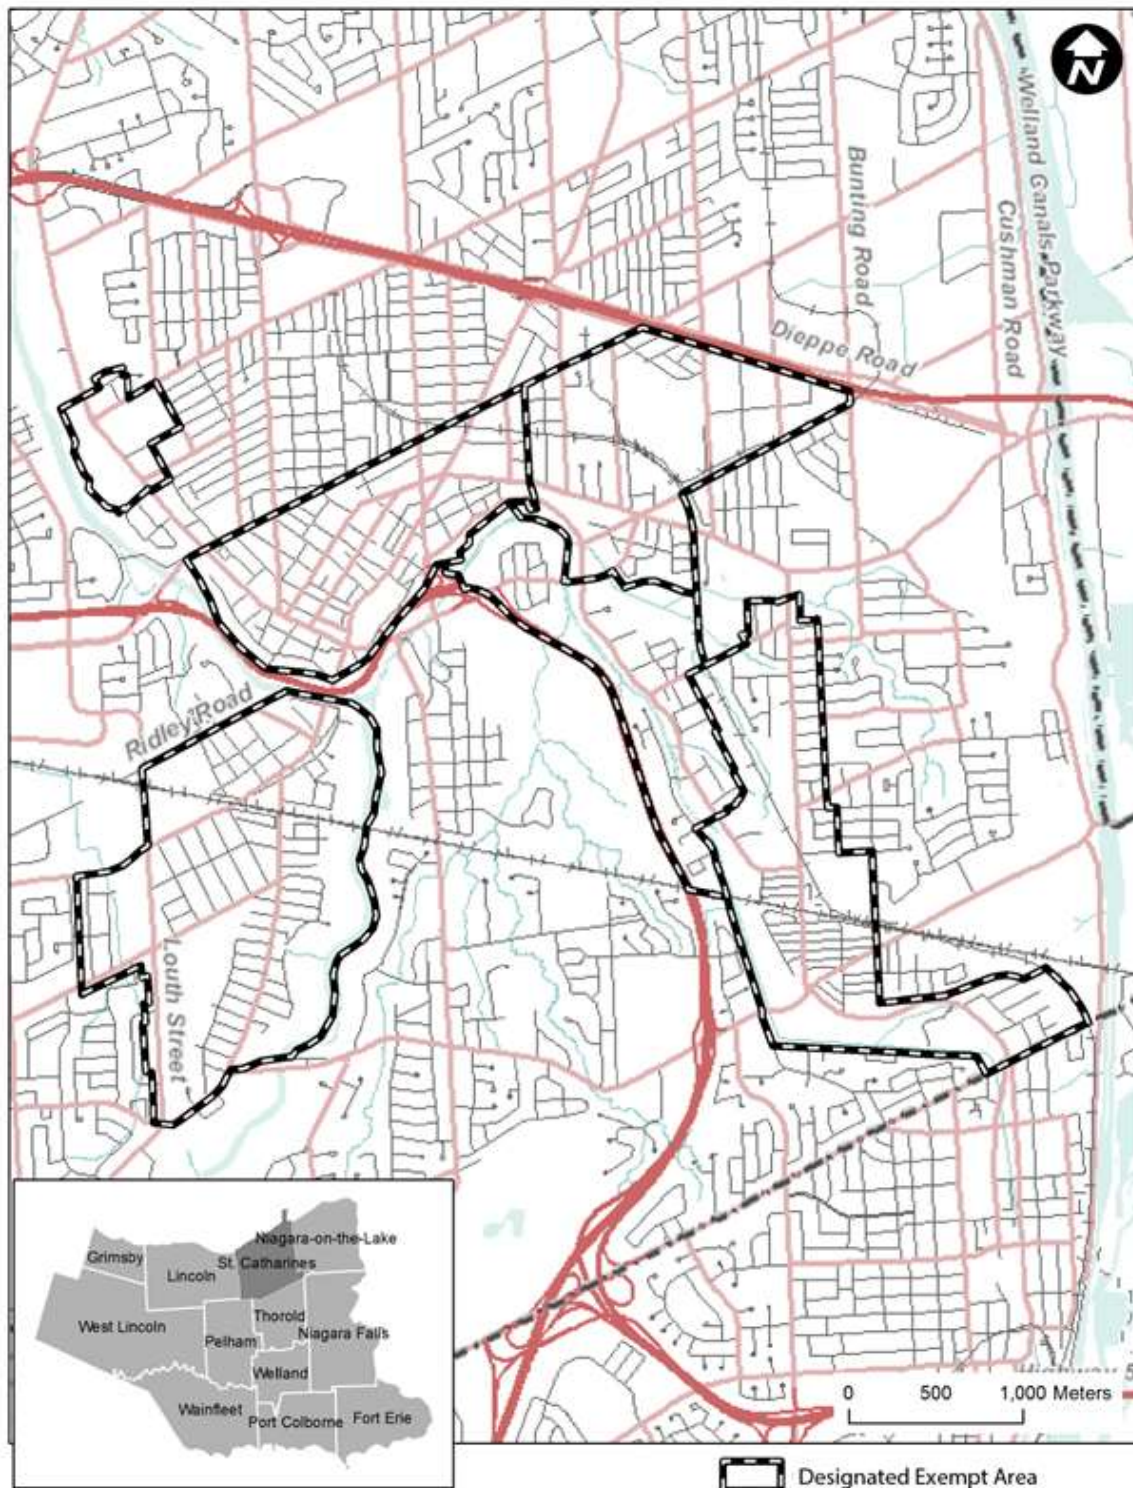 N
Welland Canals Parkway
Bunting Road
Cushman Road
Dieppe Road
Ridley Road
Louth Street
Niagara-on-the-Lake
Grimsby
St. Catharines
Lincoln
Thorold
West Lincoln
Niagara Falls
Pelham
Welland
Wainfleet
Port Colborne
Fort Erie
0 500 1,000 Meters
Designated Exempt Area